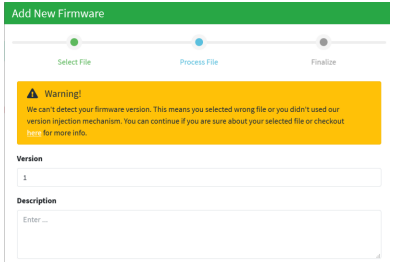 Add New Firmware
Select File
Process File
Finalize
Warning!
We can't detect your firmware version. This means you selected wrong file or you didn't used our
version injection mechanism. You can continue if you are sure about your selected file or checkout
here for more info.
Version
1
Description
Enter ...